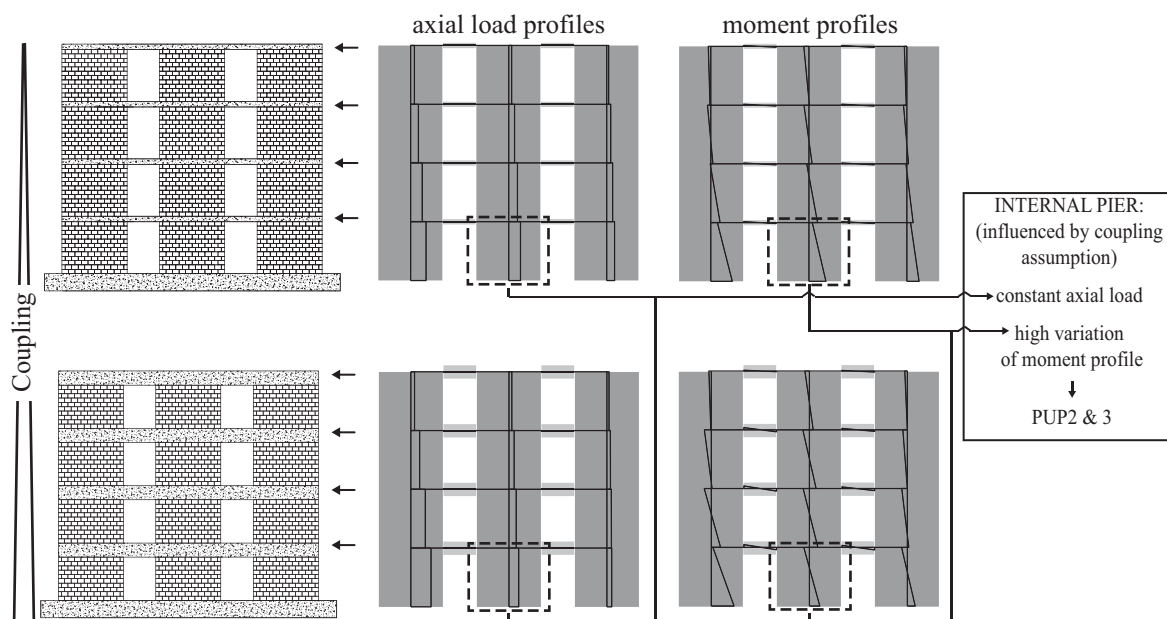 axial load profiles
moment profiles
Coupling
INTERNAL PIER:
(influenced by coupling
assumption)
constant axial load
high variation
of moment profile
PUP2 & 3